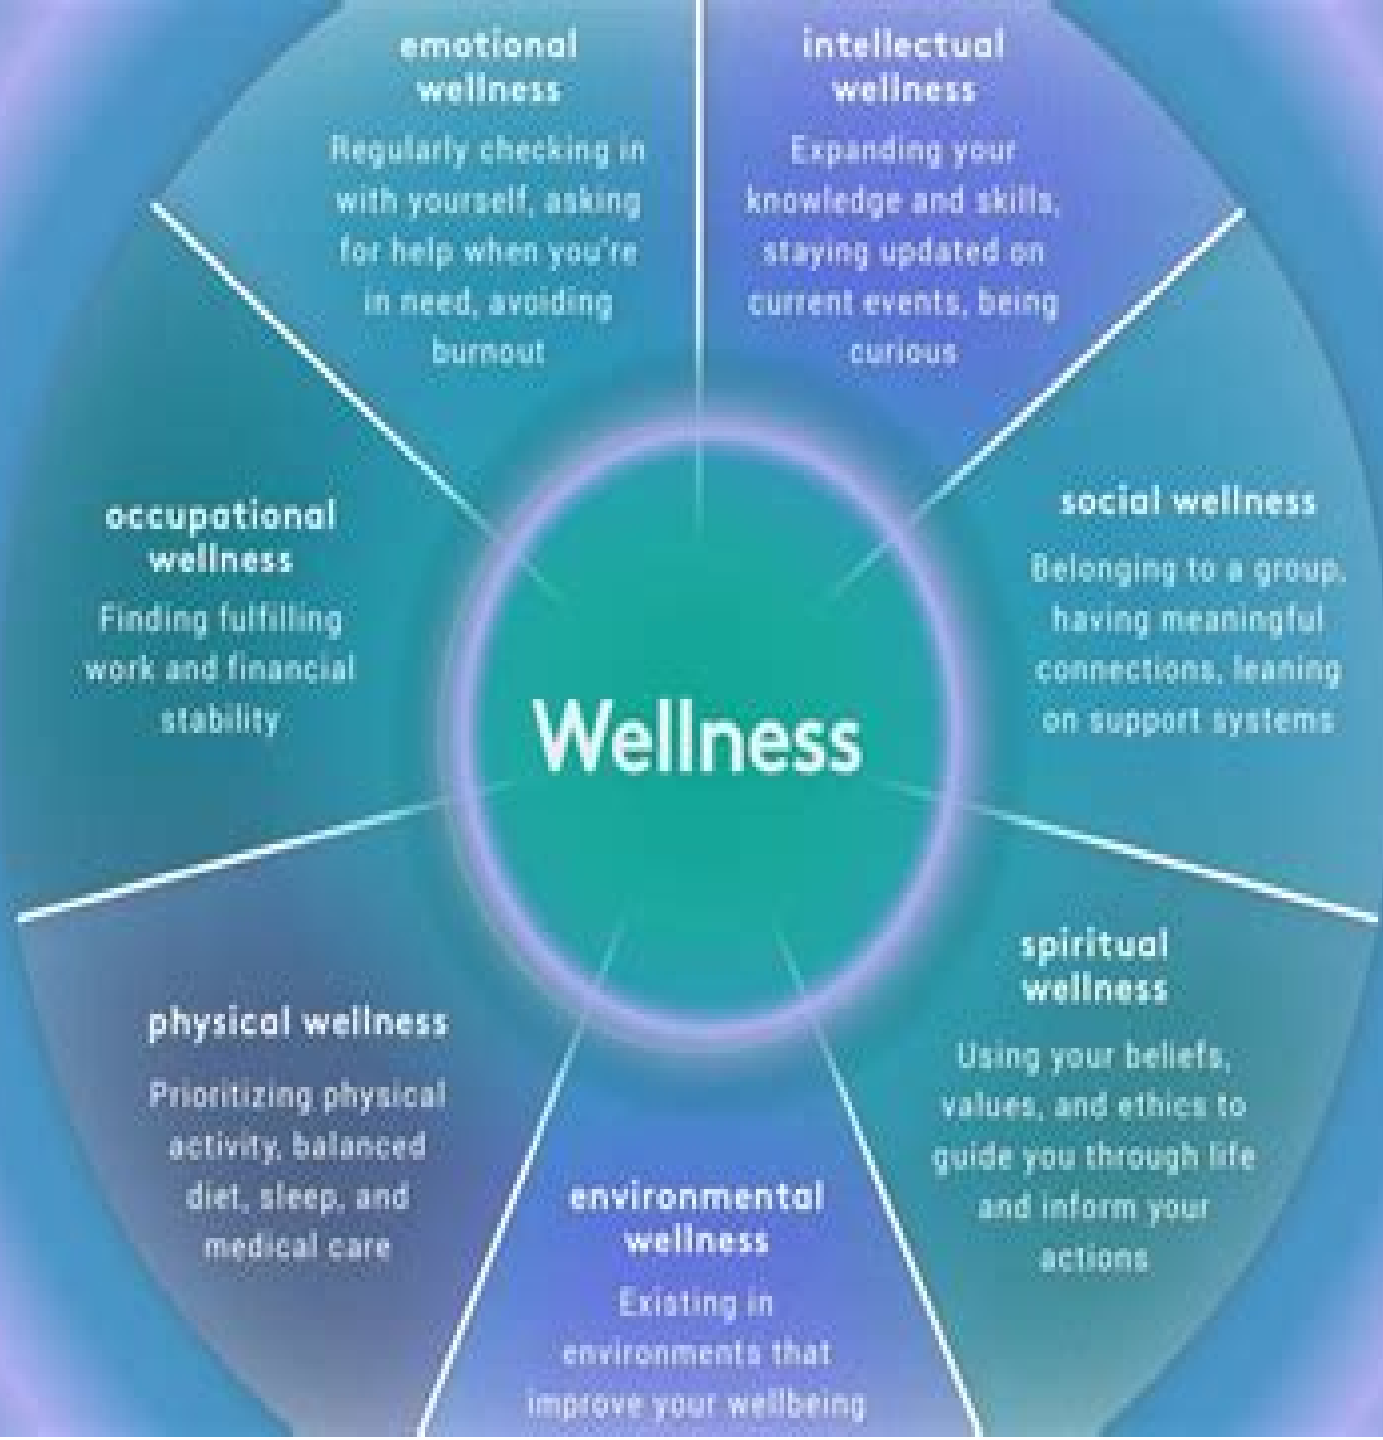 emotional
wellness
Regularly checking in
with yourself, asking
for help when you're
in need, avoiding
burnout
intellectual
wellness
Expanding your
knowledge and skills,
staying updated on
current events, being
curious
occupational
wellness
Finding fulfilling
work and financial
stability
social wellness
Belonging to a group,
having meaningful
connections, leaning
on support systems
Wellness
physical wellness
Prioritizing physical
activity, balanced
diet, sleep, and
medical care
environmental
wellness
Existing in
environments that
improve your wellbeing
spiritual
wellness
Using your beliefs,
values, and ethics to
guide you through life
and inform your
actions